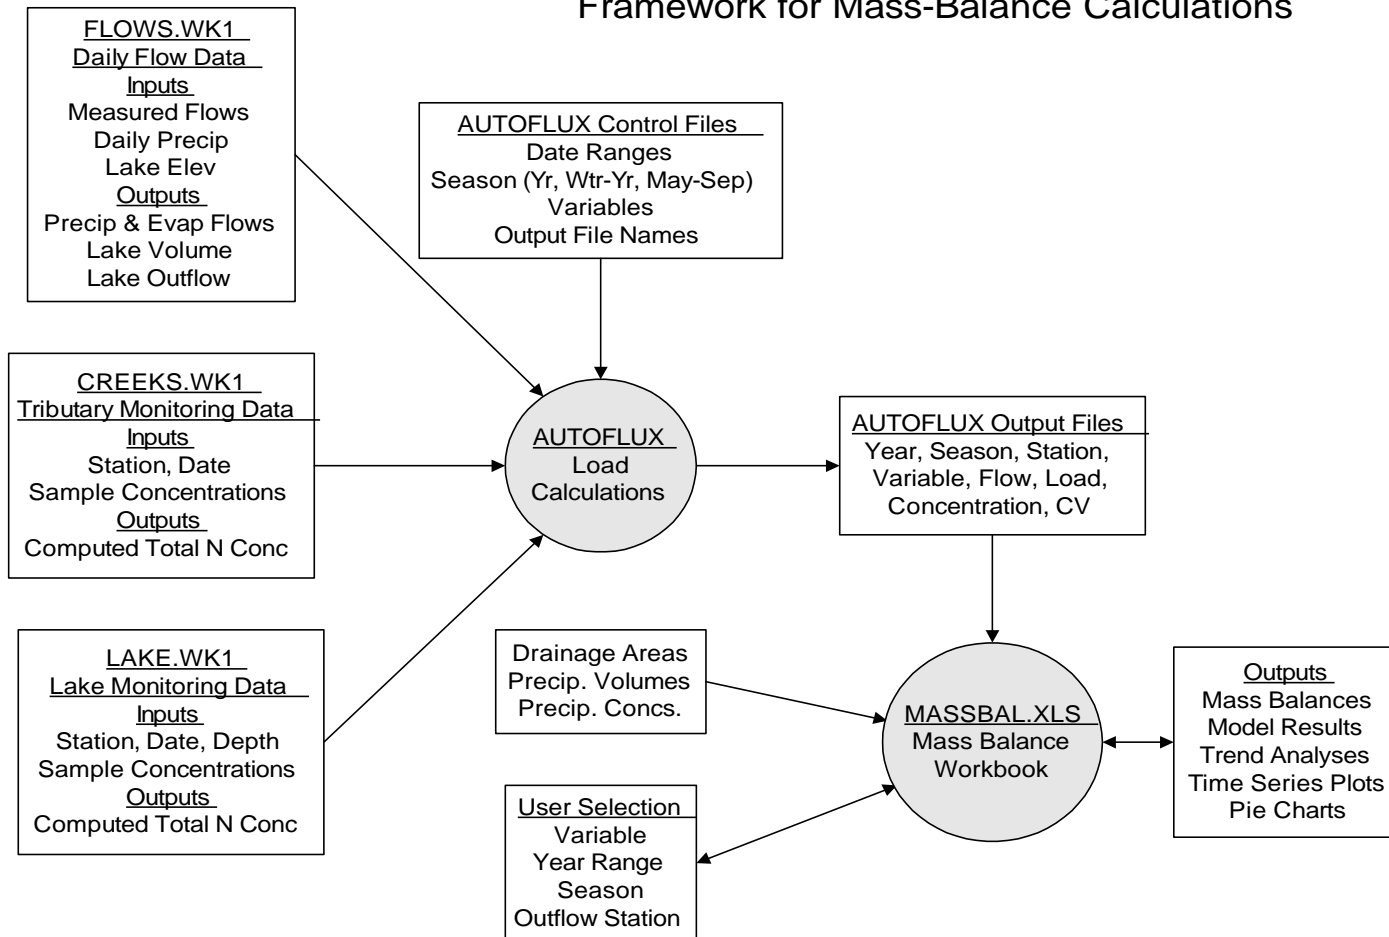 Framework for Mass-Balance Calculations
FLOWS.WK1
Daily Flow Data
Inputs
Measured Flows
Daily Precip
Lake Elev
Outputs
Precip & Evap Flows
Lake Volume
Lake Outflow
AUTOFLUX Control Files
Date Ranges
Season (Yr, Wtr-Yr, May-Sep)
Variables
Output File Names
CREEKS.WK1
Tributary Monitoring Data
Inputs
Station, Date
Sample Concentrations
Outputs
Computed Total N Conc
AUTOFLUX
Load
Calculations
AUTOFLUX Output Files
Year, Season, Station,
Variable, Flow, Load,
Concentration, CV
LAKE.WK1
Lake Monitoring Data
Inputs
Station, Date, Depth
Sample Concentrations
Outputs
Computed Total N Conc
Drainage Areas
Precip. Volumes
Precip. Concs.
User Selection
Variable
Year Range
Season
Outflow Station
MASSBAL.XLS
Mass Balance
Workbook
Outputs
Mass Balances
Model Results
Trend Analyses
Time Series Plots
Pie Charts